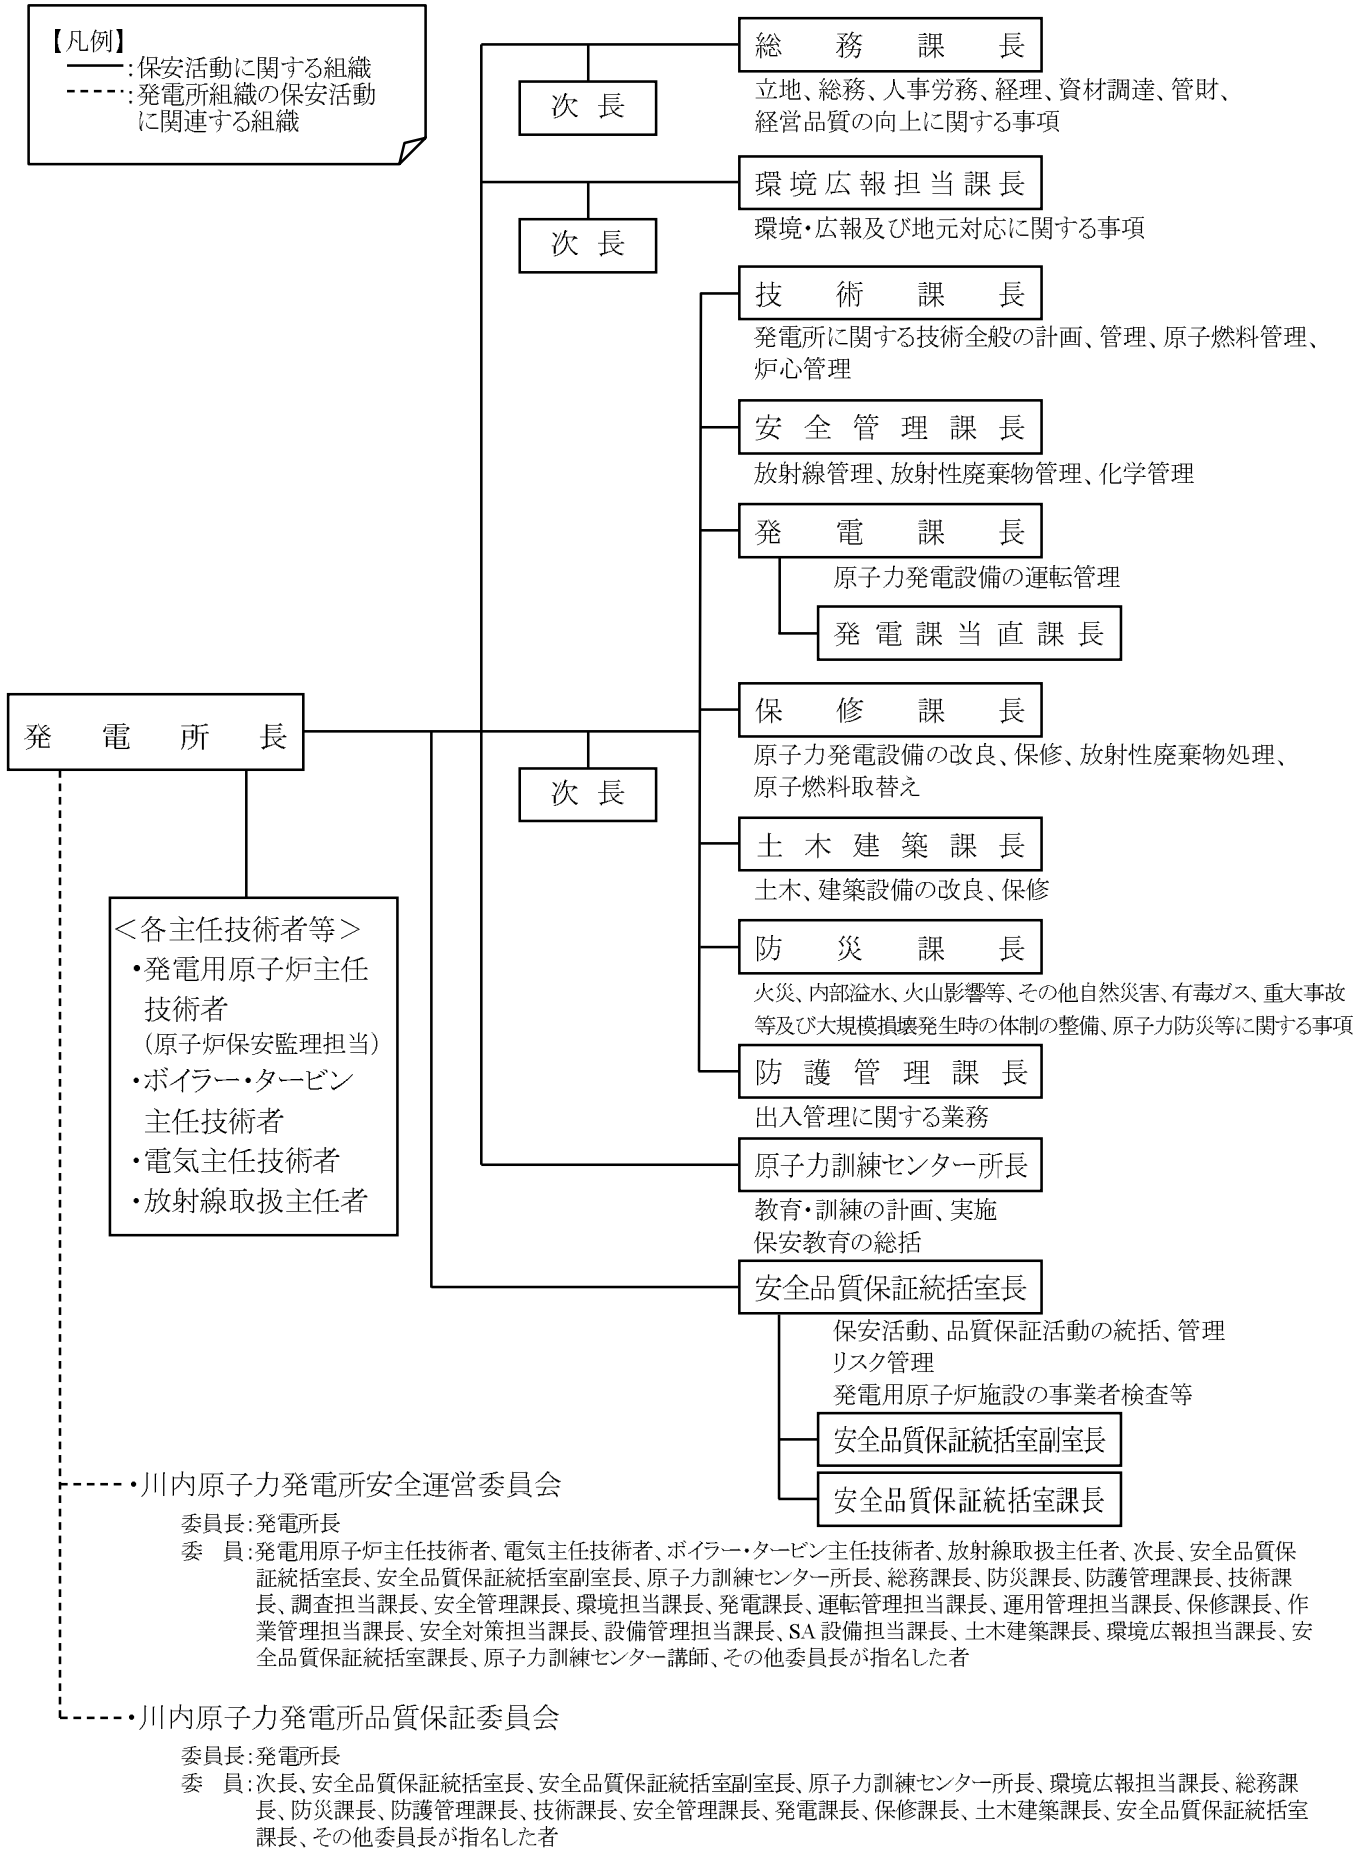 【凡例】
:保安活動に関する組織
:発電所組織の保安活動
に関連する組織
総務課長
次長
立地、総務、人事労務、経理、資材調達、管財、
経営品質の向上に関する事項
環境広報担当課長
次長
環境・広報及び地元対応に関する事項
技術課長
発電所に関する技術全般の計画、管理、原子燃料管理、
炉心管理
安全管理課長
放射線管理、放射性廃棄物管理、化学管理
発電課長
原子力発電設備の運転管理
発電課当直課長
発電所長
次長
保修課長
原子力発電設備の改良、保修、放射性廃棄物処理、
原子燃料取替え
土木建築課長
土木、建築設備の改良、保修
防災課長
火災、内部溢水、火山影響等、その他自然災害、有毒ガス、重大事故
等及び大規模損壊発生時の体制の整備、原子力防災等に関する事項
防護管理課長
出入管理に関する業務
原子力訓練センター所長
教育・訓練の計画、実施
保安教育の総括
安全品質保証統括室長
保安活動、品質保証活動の統括、管理
リスク管理
発電用原子炉施設の事業者検査等
安全品質保証統括室副室長
安全品質保証統括室課長
＜各主任技術者等＞
・発電用原子炉主任
技術者
（原子炉保安監理担当）
・ボイラー・タービン
主任技術者
・電気主任技術者
・放射線取扱主任者
・川内原子力発電所安全運営委員会
委員長:発電所長
委　員:発電用原子炉主任技術者、電気主任技術者、ボイラー・タービン主任技術者、放射線取扱主任者、次長、安全品質保
証統括室長、安全品質保証統括室副室長、原子力訓練センター所長、総務課長、防災課長、防護管理課長、技術課
長、調査担当課長、安全管理課長、環境担当課長、発電課長、運転管理担当課長、運用管理担当課長、保修課長、作
業管理担当課長、安全対策担当課長、設備管理担当課長、SA 設備担当課長、土木建築課長、環境広報担当課長、安
全品質保証統括室課長、原子力訓練センター講師、その他委員長が指名した者
・川内原子力発電所品質保証委員会
委員長:発電所長
委　員:次長、安全品質保証統括室長、安全品質保証統括室副室長、原子力訓練センター所長、環境広報担当課長、総務課
長、防災課長、防護管理課長、技術課長、安全管理課長、発電課長、保修課長、土木建築課長、安全品質保証統括室
課長、その他委員長が指名した者